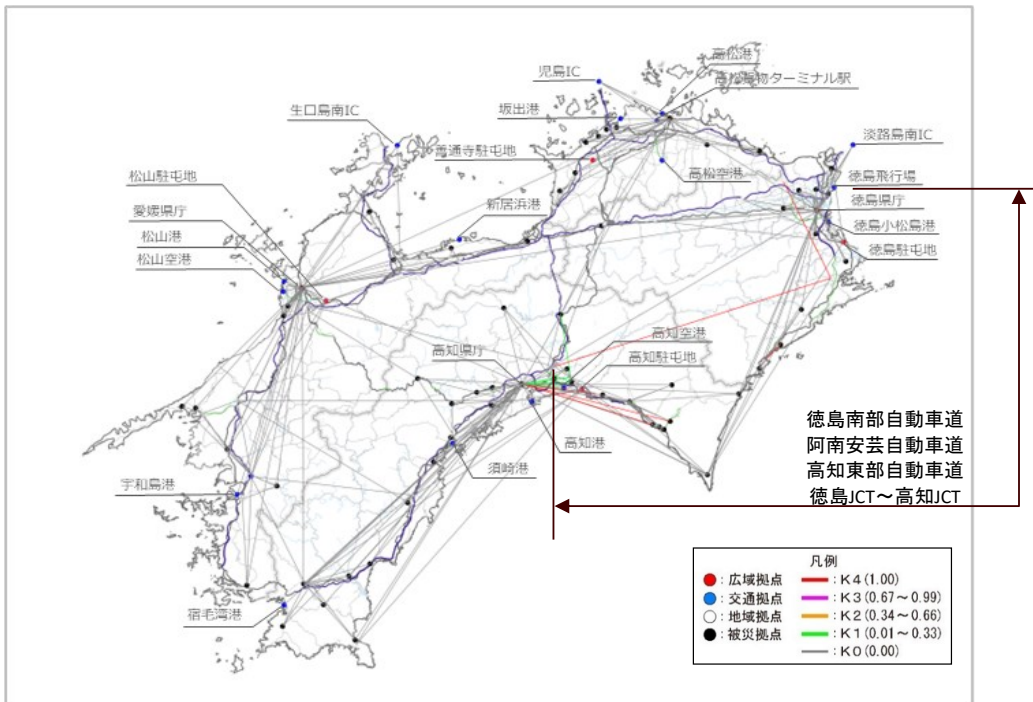 高松港
児島IC
高松貨物ターミナル駅
坂出港
生口島南IC
淡路島南IC
善通寺駐屯地
高松空港
徳島飛行場
松山駐屯地
徳島県庁
愛媛県庁
新居浜港
徳島小松島港
松山港
徳島駐屯地
松山空港
高知空港
高知県庁
高知駐屯地
徳島南部自動車道
阿南安芸自動車道
高知東部自動車道
徳島JCT~高知JCT
高知港
須崎港
宇和島港
宿毛湾港
凡例
:広域拠点
:交通拠点
:地域拠点
:被災拠点
:K4(1.00)
:K3(0.67~0.99)
:K2(0.34~0.66)
:K1(0.01~0.33)
:K0(0.00)